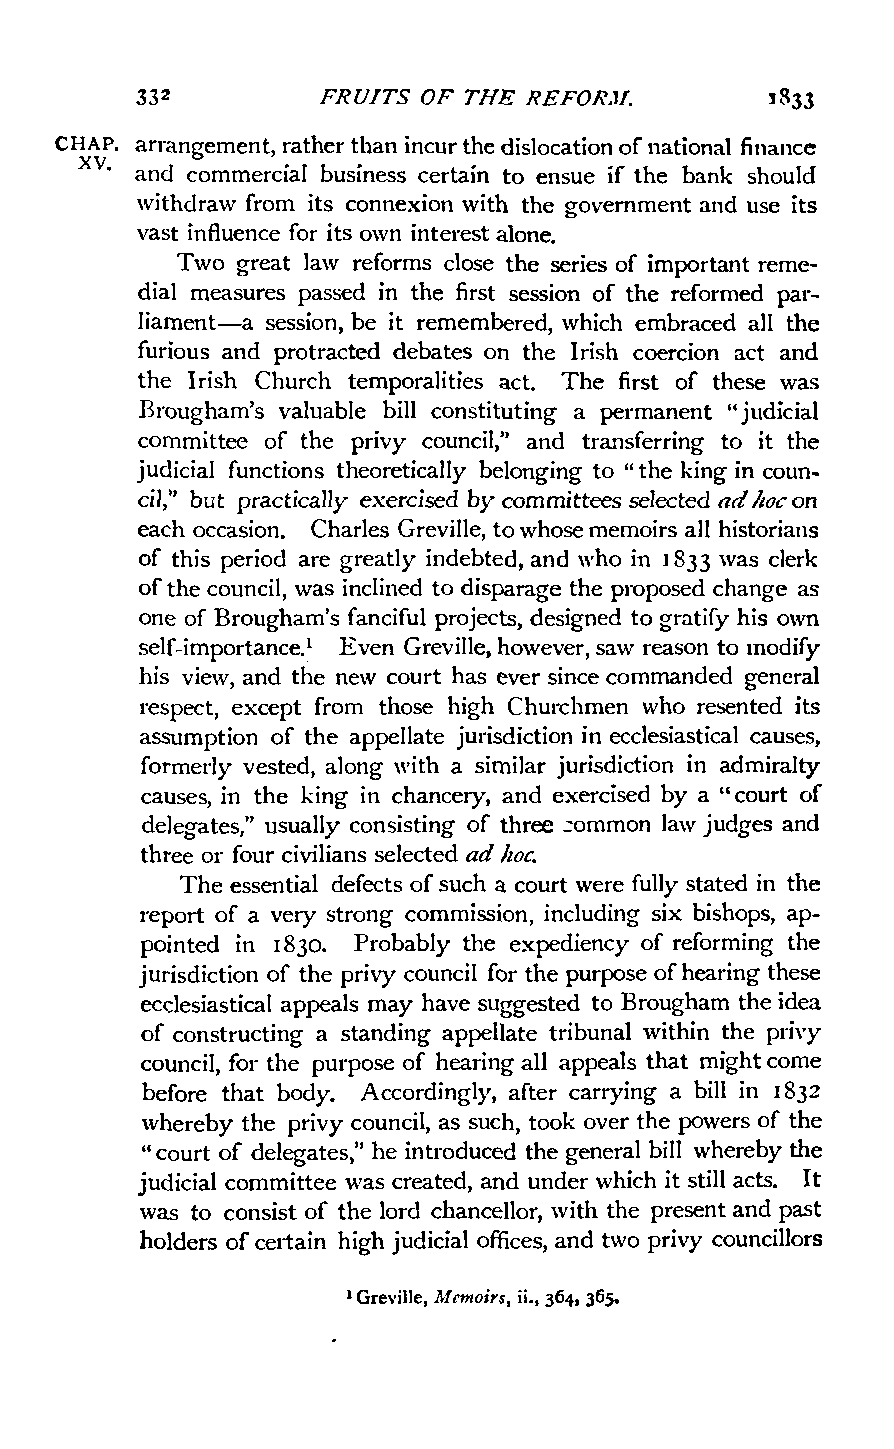 332 FRUITS OF THE REFORM. 1833
CHAP. XV.
arrangement, rather than incur the dislocation of national finance
and commercial business certain to ensue if the bank should
withdraw from its connexion with the government and use its
vast influence for its own interest alone.
Two great law reforms close the series of important reme-
dial measures passed in the first session of the reformed par-
liament—a session, be it remembered, which embraced all the
furious and protracted debates on the Irish coercion act and
the Irish Church temporalities act. The first of these was
Brougham's valuable bill constituting a permanent "judicial
committee of the privy council," and transferring to it the
judicial functions theoretically belonging to "the king in coun-
cil," but practically exercised by committees selected ad hoc on
each occasion. Charles Greville, to whose memoirs all historians
of this period are greatly indebted, and who in 1833 was clerk
of the council, was inclined to disparage the proposed change as
one of Brougham's fanciful projects, designed to gratify his own
self-importance.¹ Even Greville, however, saw reason to modify
his view, and the new court has ever since commanded general
respect, except from those high Churchmen who resented its
assumption of the appellate jurisdiction in ecclesiastical causes,
formerly vested, along with a similar jurisdiction in admiralty
causes, in the king in chancery, and exercised by a "court of
delegates," usually consisting of three common law judges and
three or four civilians selected ad hoc.
The essential defects of such a court were fully stated in the
report of a very strong commission, including six bishops, ap-
pointed in 1830. Probably the expediency of reforming the
jurisdiction of the privy council for the purpose of hearing these
ecclesiastical appeals may have suggested to Brougham the idea
of constructing a standing appellate tribunal within the privy
council, for the purpose of hearing all appeals that might come
before that body. Accordingly, after carrying a bill in 1832
whereby the privy council, as such, took over the powers of the
"court of delegates," he introduced the general bill whereby the
judicial committee was created, and under which it still acts. It
was to consist of the lord chancellor, with the present and past
holders of certain high judicial offices, and two privy councillors
¹ Greville, Memoirs, ii., 364, 365.